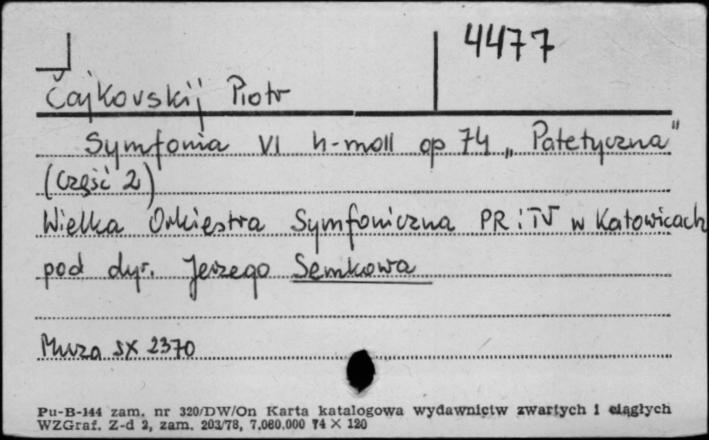 4477
Čajkovskij Piotr
Symfonia VI h-moll op 74 „Patetyczna"
(część 2)
Wielka Orkiestra Symfoniczna PR i TV w Katowicach
pod dyr. Jerzego Semkowa
Muza SX 2370
Pu-B-144 zam. nr 320/DW/On Karta katalogowa wydawnictw zwartych i ciągłych
WZGraf. Z-d 2, zam. 203/78, 7,060.000 74 × 120